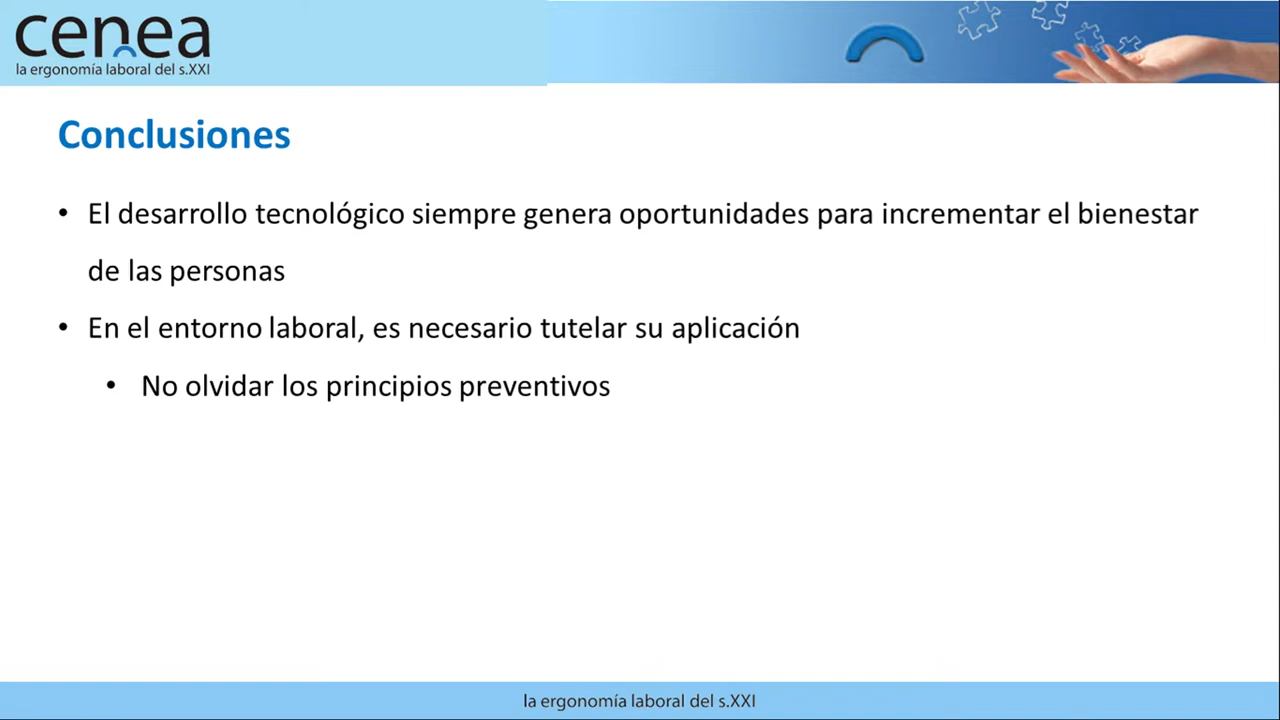 cenea
la ergonomía laboral del s.XXI
Conclusiones
• El desarrollo tecnológico siempre genera oportunidades para incrementar el bienestar
de las personas
• En el entorno laboral, es necesario tutelar su aplicación
• No olvidar los principios preventivos
la ergonomía laboral del s.XXI